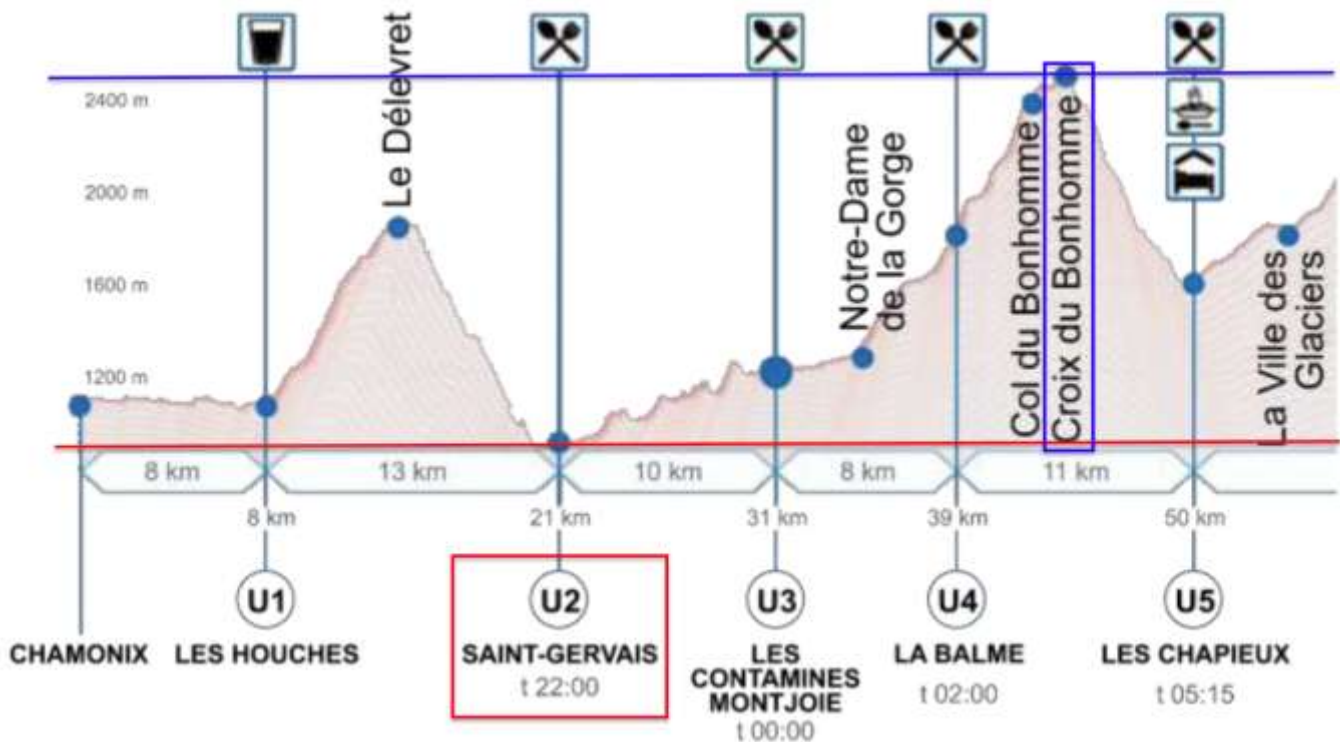 2400 m
2000 m
1600 m
1200 m
Le Délevret
Notre-Dame
de la Gorge
Col du Bonhomme
Croix du Bonhomme
La Ville des
Glaciers
8 km
13 km
10 km
8 km
11 km
8 km
21 km
31 km
39 km
50 km
U1
U2
U3
U4
U5
CHAMONIX
LES HOUCHES
SAINT-GERVAIS
t 22:00
LES
CONTAMINES
MONTJOIE
t 00:00
LA BALME
t 02:00
LES CHAPIEUX
t 05:15